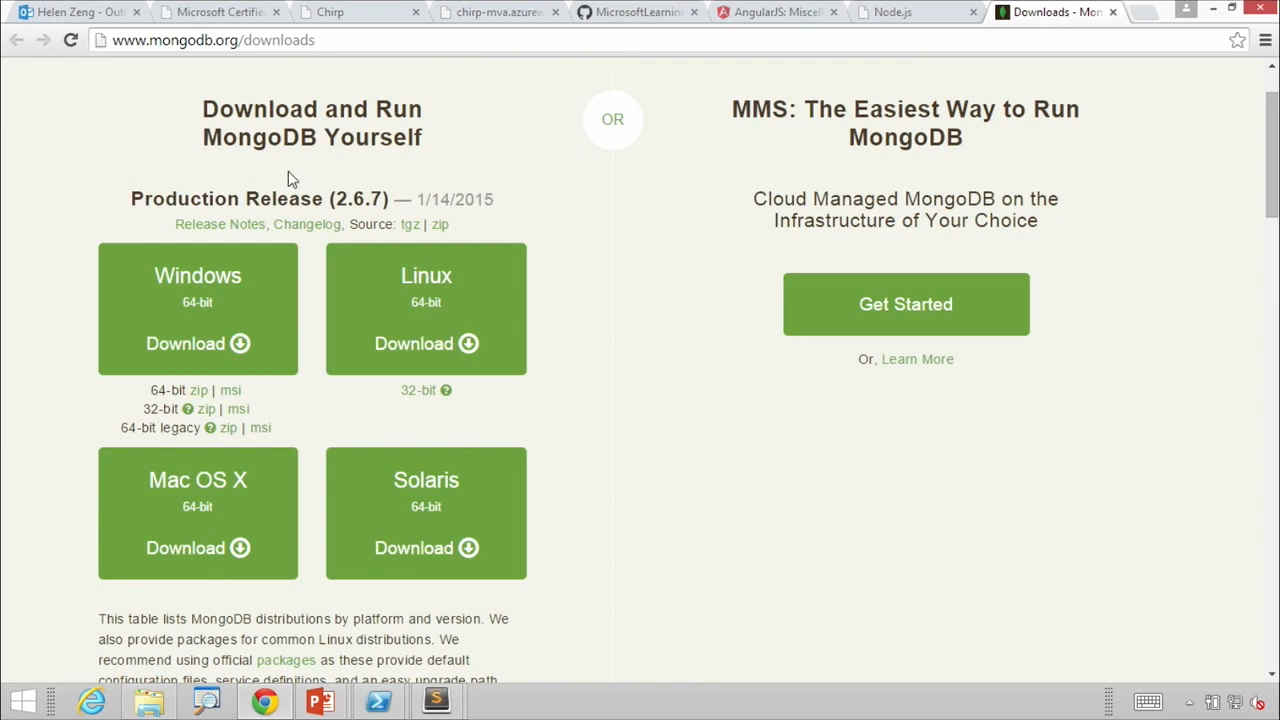 Helen Zeng - Outl
Microsoft Certifie
Chirp
chirp-mva.azurew
MicrosoftLearning
AngularJS: Miscell
Node.js
Downloads - Mon
www.mongodb.org/downloads
Download and Run
MongoDB Yourself
OR
MMS: The Easiest Way to Run
MongoDB
Production Release (2.6.7) — 1/14/2015
Release Notes, Changelog, Source: tgz | zip
Cloud Managed MongoDB on the
Infrastructure of Your Choice
Windows
64-bit
Download
Linux
64-bit
Download
Get Started
Or, Learn More
64-bit zip | msi
32-bit zip | msi
64-bit legacy zip | msi
32-bit
Mac OS X
64-bit
Download
Solaris
64-bit
Download
This table lists MongoDB distributions by platform and version. We
also provide packages for common Linux distributions. We
recommend using official packages as these provide default
configuration files, service definitions, and an easy upgrade path